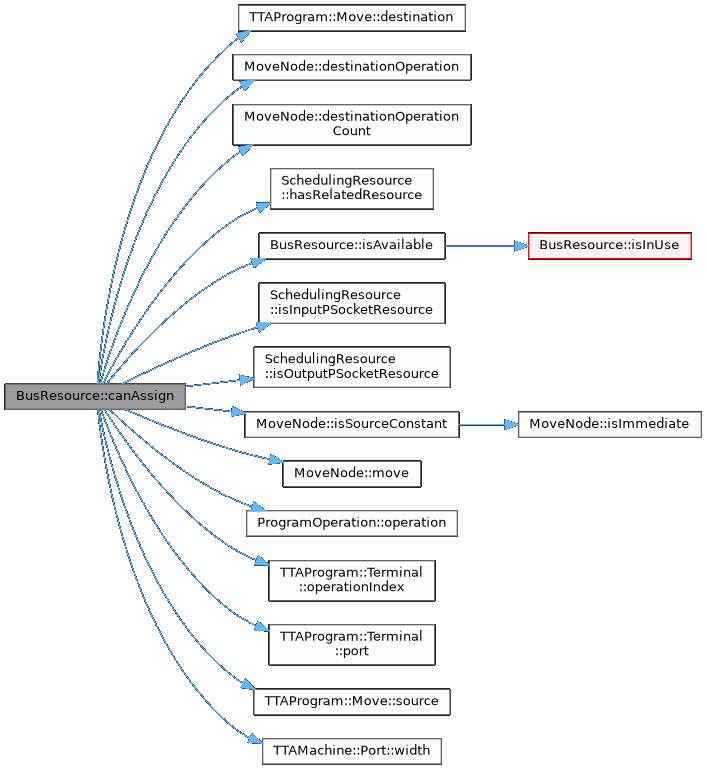 TTAProgram::Move::destination
MoveNode::destinationOperation
MoveNode::destinationOperation
Count
SchedulingResource
::hasRelatedResource
BusResource::isAvailable
BusResource::isInUse
SchedulingResource
::isInputPSocketResource
SchedulingResource
::isOutputPSocketResource
BusResource::canAssign
MoveNode::isSourceConstant
MoveNode::isImmediate
MoveNode::move
ProgramOperation::operation
TTAProgram::Terminal
::operationIndex
TTAProgram::Terminal
::port
TTAProgram::Move::source
TTAMachine::Port::width